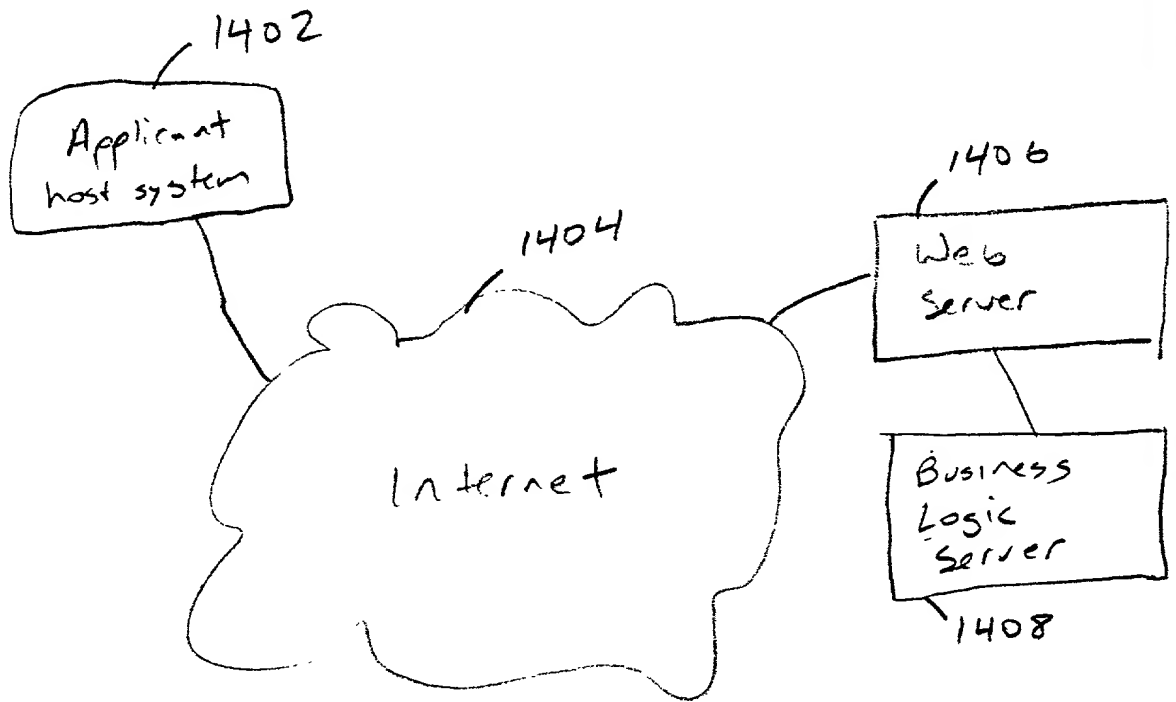 1402
Applicant
host system
1404
Internet
1406
Web
Server
Business
Logic
Server
1408